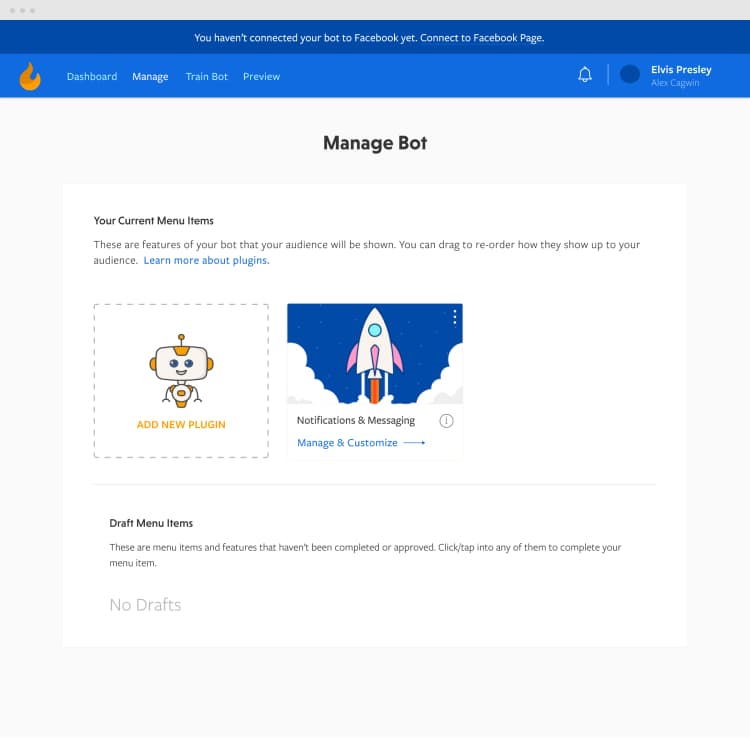 You haven't connected your bot to Facebook yet. Connect to Facebook Page.
Dashboard Manage Train Bot Preview
Elvis Presley
Alex Cagwin
Manage Bot
Your Current Menu Items
These are features of your bot that your audience will be shown. You can drag to re-order how they show up to your
audience. Learn more about plugins.
ADD NEW PLUGIN
Notifications & Messaging
Manage & Customize
Draft Menu Items
These are menu items and features that haven't been completed or approved. Click/tap into any of them to complete your
menu item.
No Drafts